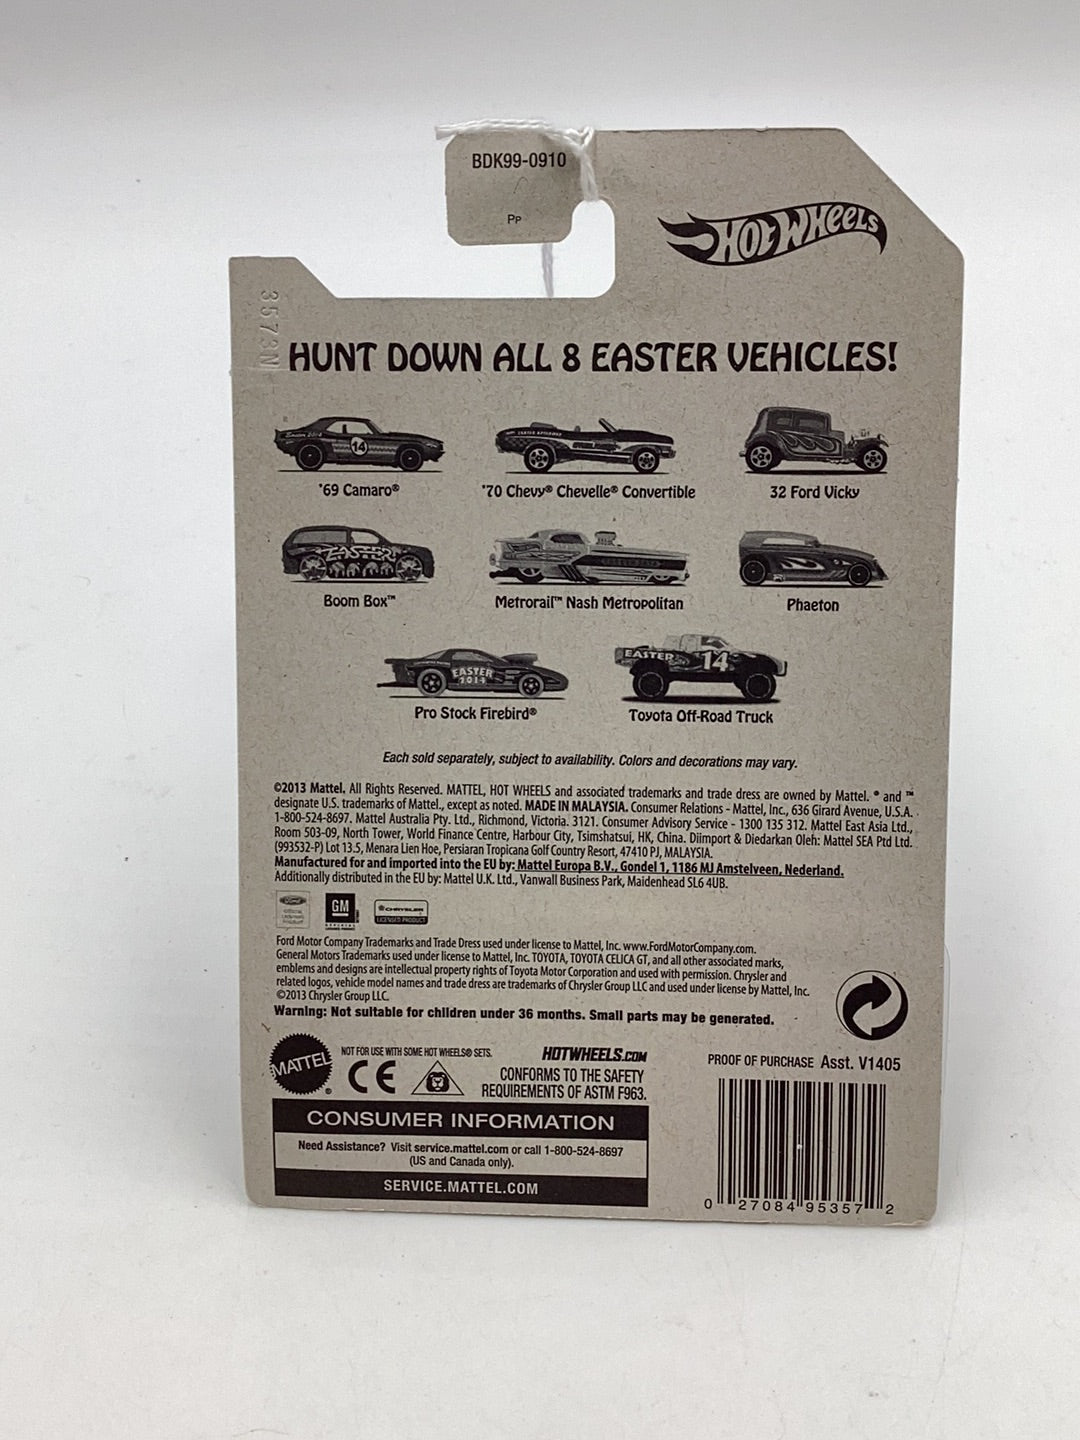 BDK99-0910
PP
HOT WHEELS
3573N
HUNT DOWN ALL 8 EASTER VEHICLES!
14
'69 Camaro®
'70 Chevy® Chevelle® Convertible
32 Ford Vicky
EASTER
Boom Box™
Metrorail™ Nash Metropolitan
Phaeton
EASTER
2014
Pro Stock Firebird®
EASTER 14
Toyota Off-Road Truck
Each sold separately, subject to availability. Colors and decorations may vary.
©2013 Mattel. All Rights Reserved. MATTEL, HOT WHEELS and associated trademarks and trade dress are owned by Mattel. ® and ™
designate U.S. trademarks of Mattel., except as noted. MADE IN MALAYSIA. Consumer Relations - Mattel, Inc., 636 Girard Avenue, U.S.A.
1-800-524-8697. Mattel Australia Pty. Ltd., Richmond, Victoria. 3121. Consumer Advisory Service - 1300 135 312. Mattel East Asia Ltd.,
Room 503-09, North Tower, World Finance Centre, Harbour City, Tsimshatsui, HK, China. Diimport & Diedarkan Oleh: Mattel SEA Ptd Ltd.
(993532-P) Lot 13.5, Menara Lien Hoe, Persiaran Tropicana Golf Country Resort, 47410 PJ, MALAYSIA.
Manufactured for and imported into the EU by: Mattel Europa B.V., Gondel 1, 1186 MJ Amstelveen, Nederland.
Additionally distributed in the EU by: Mattel U.K. Ltd., Vanwall Business Park, Maidenhead SL6 4UB.
Ford
GM
CHRYSLER
LICENSED PRODUCT
Ford Motor Company Trademarks and Trade Dress used under license to Mattel, Inc. www.FordMotorCompany.com.
General Motors Trademarks used under license to Mattel, Inc. TOYOTA, TOYOTA CELICA GT, and all other associated marks,
emblems and designs are intellectual property rights of Toyota Motor Corporation and used with permission. Chrysler and
related logos, vehicle model names and trade dress are trademarks of Chrysler Group LLC and used under license by Mattel, Inc.
©2013 Chrysler Group LLC.
Warning: Not suitable for children under 36 months. Small parts may be generated.
MATTEL®
NOT FOR USE WITH SOME HOT WHEELS® SETS.
CE
HOTWHEELS.COM
CONFORMS TO THE SAFETY
REQUIREMENTS OF ASTM F963.
PROOF OF PURCHASE Asst. V1405
CONSUMER INFORMATION
Need Assistance? Visit service.mattel.com or call 1-800-524-8697
(US and Canada only).
SERVICE.MATTEL.COM
0 27084 95357 2